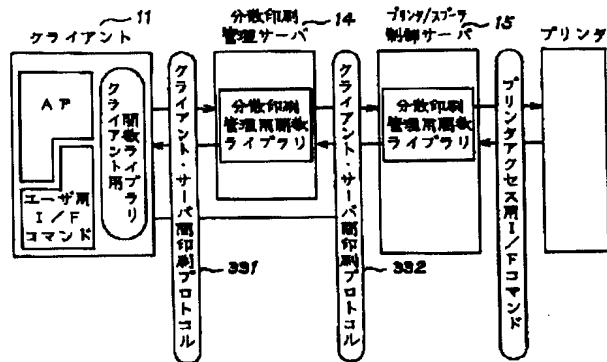 クライアント
11
AP
ユーザ用
I/F
コマンド
クライアント用
関数ライブラリ
クライアント・サーバ間印刷プロトコル
331
分散印刷
管理サーバ
14
分散印刷
管理用関数
ライブラリ
クライアント・サーバ間印刷プロトコル
332
プリンタ/スプーラ
制御サーバ
15
分散印刷
管理用関数
ライブラリ
プリンタアクセス用I/Fコマンド
プリンタ